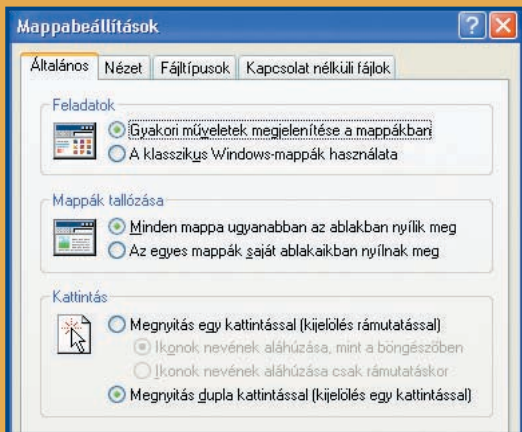 Mappabeállítások
Általános Nézet Fájltípusok Kapcsolat nélküli fájlok
Feladatok
Gyakori műveletek megjelenítése a mappákban
A klasszikus Windows-mappák használata
Mappák tallózása
Minden mappa ugyanabban az ablakban nyílik meg
Az egyes mappák saját ablakaikban nyílnak meg
Kattintás
Megnyitás egy kattintással (kijelölés rámutatással)
Ikonok nevének aláhúzása, mint a böngészőben
Ikonok nevének aláhúzása csak rámutatáskor
Megnyitás dupla kattintással (kijelölés egy kattintással)